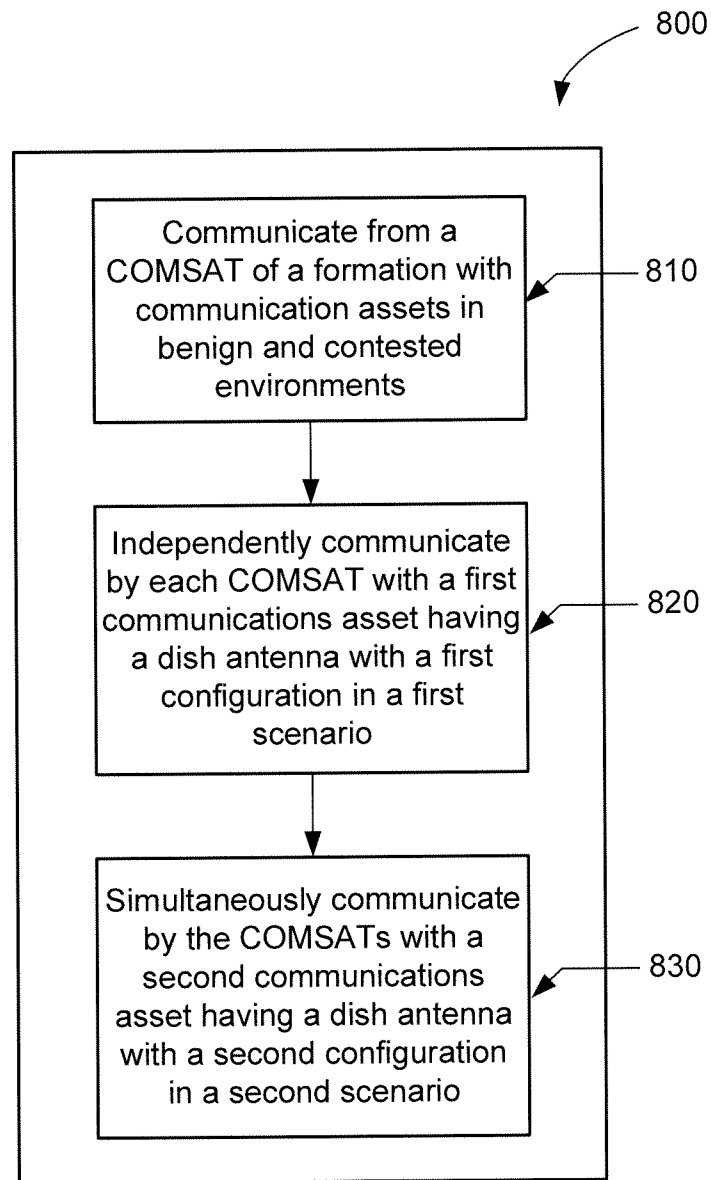 800
Communicate from a
COMSAT of a formation with
communication assets in
benign and contested
environments
810
Independently communicate
by each COMSAT with a first
communications asset having
a dish antenna with a first
configuration in a first
scenario
820
Simultaneously communicate
by the COMSATs with a
second communications
asset having a dish antenna
with a second configuration
in a second scenario
830